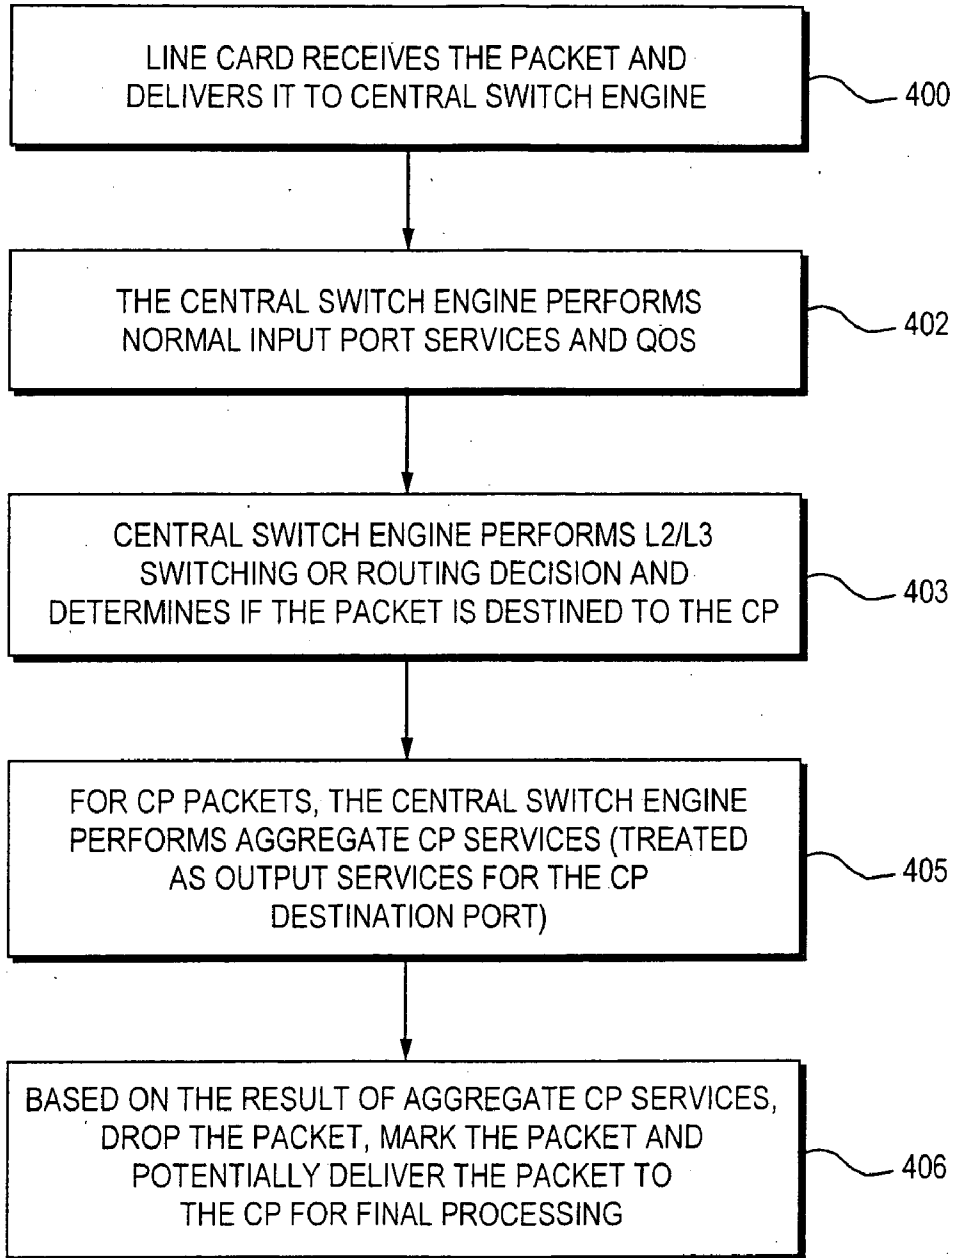 LINE CARD RECEIVES THE PACKET AND
DELIVERS IT TO CENTRAL SWITCH ENGINE
400
THE CENTRAL SWITCH ENGINE PERFORMS
NORMAL INPUT PORT SERVICES AND QOS
402
CENTRAL SWITCH ENGINE PERFORMS L2/L3
SWITCHING OR ROUTING DECISION AND
DETERMINES IF THE PACKET IS DESTINED TO THE CP
403
FOR CP PACKETS, THE CENTRAL SWITCH ENGINE
PERFORMS AGGREGATE CP SERVICES (TREATED
AS OUTPUT SERVICES FOR THE CP
DESTINATION PORT)
405
BASED ON THE RESULT OF AGGREGATE CP SERVICES,
DROP THE PACKET, MARK THE PACKET AND
POTENTIALLY DELIVER THE PACKET TO
THE CP FOR FINAL PROCESSING
406